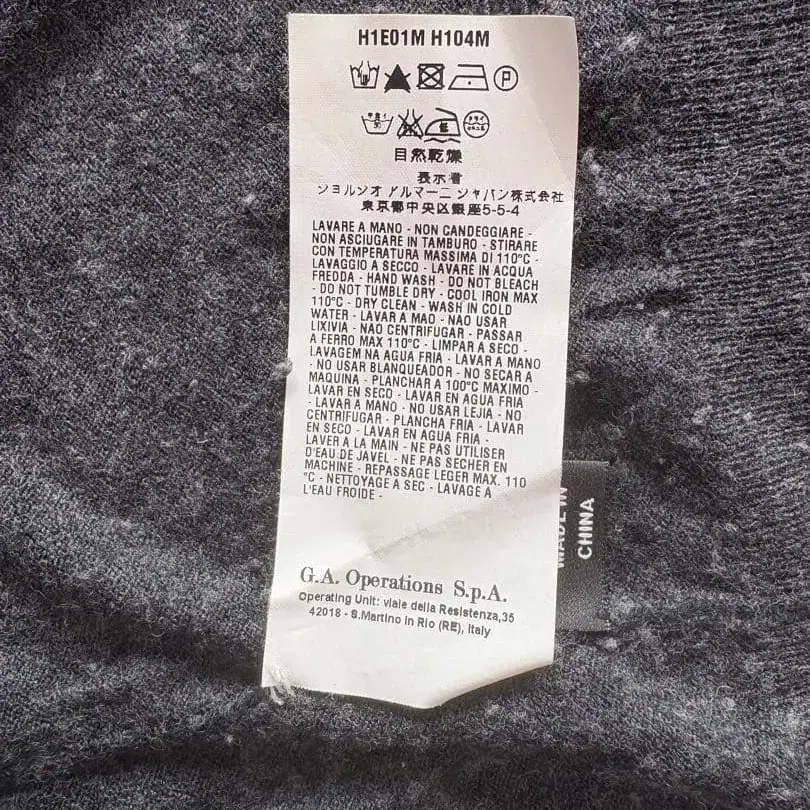 H1E01M H104M
P
自然乾燥
表示者
ジョルジオ アルマーニ ジャパン株式会社
東京都中央区銀座5-5-4
LAVARE A MANO - NON CANDEGGIARE -
NON ASCIUGARE IN TAMBURO - STIRARE
CON TEMPERATURA MASSIMA DI 110°C -
LAVAGGIO A SECCO - LAVARE IN ACQUA
FREDDA - HAND WASH - DO NOT BLEACH
- DO NOT TUMBLE DRY - COOL IRON MAX
110°C - DRY CLEAN - WASH IN COLD
WATER - LAVAR A MAO - NAO USAR
LIXIVIA - NAO CENTRIFUGAR - PASSAR
A FERRO MAX 110°C - LIMPAR A SECO -
LAVAGEM NA AGUA FRIA - LAVAR A MANO
- NO USAR BLANQUEADOR - NO SECAR A
MAQUINA - PLANCHAR A 100°C MAXIMO -
LAVAR EN SECO - LAVAR EN AGUA FRIA
- LAVAR A MANO - NO USAR LEJIA - NO
CENTRIFUGAR - PLANCHA FRIA - LAVAR
EN SECO - LAVAR EN AGUA FRIA -
LAVER A LA MAIN - NE PAS UTILISER
D'EAU DE JAVEL - NE PAS SECHER EN
MACHINE - REPASSAGE LEGER MAX. 110
°C - NETTOYAGE A SEC - LAVAGE A
L'EAU FROIDE -
G.A. Operations S.p.A.
Operating Unit: viale della Resistenza,35
42018 - S.Martino in Rio (RE), Italy
MADE IN
CHINA